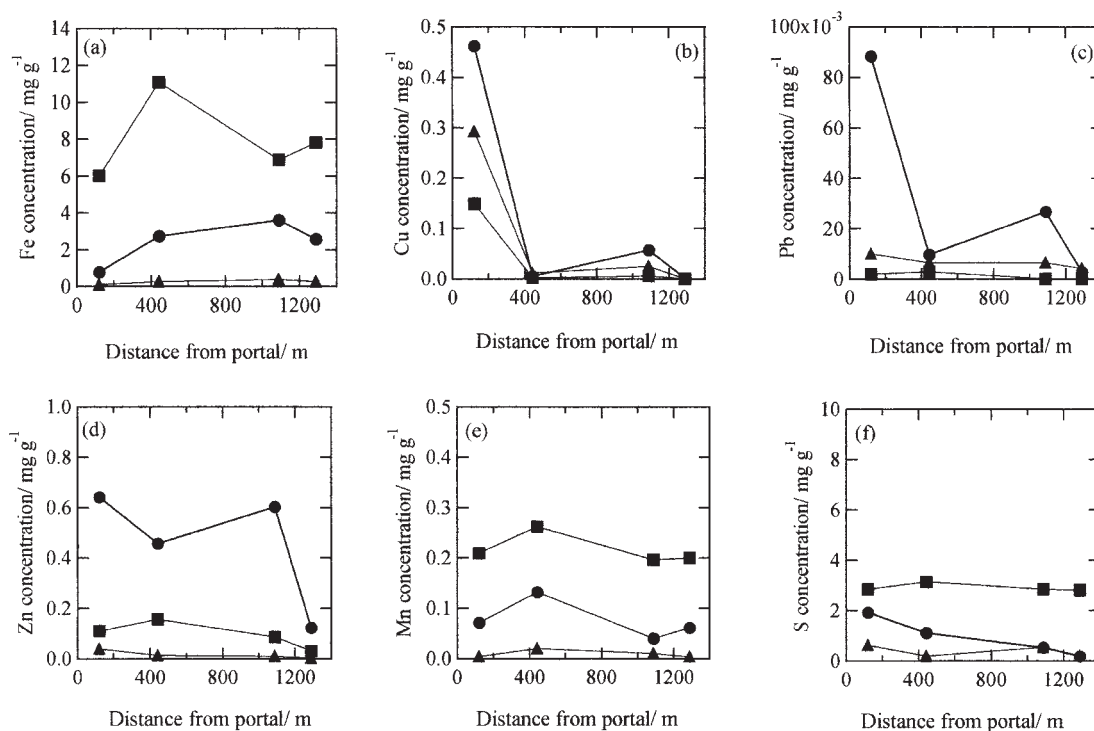 (a)
Fe concentration/ mg g⁻¹
14
12
10
8
6
4
2
0
0 400 800 1200
Distance from portal/ m
(b)
Cu concentration/ mg g⁻¹
0.5
0.4
0.3
0.2
0.1
0.0
0 400 800 1200
Distance from portal/ m
(c)
Pb concentration/ mg g⁻¹
100x10⁻³
80
60
40
20
0
0 400 800 1200
Distance from portal/ m
(d)
Zn concentration/ mg g⁻¹
1.0
0.8
0.6
0.4
0.2
0.0
0 400 800 1200
Distance from portal/ m
(e)
Mn concentration/ mg g⁻¹
0.5
0.4
0.3
0.2
0.1
0.0
0 400 800 1200
Distance from portal/ m
(f)
S concentration/ mg g⁻¹
10
8
6
4
2
0
0 400 800 1200
Distance from portal/ m